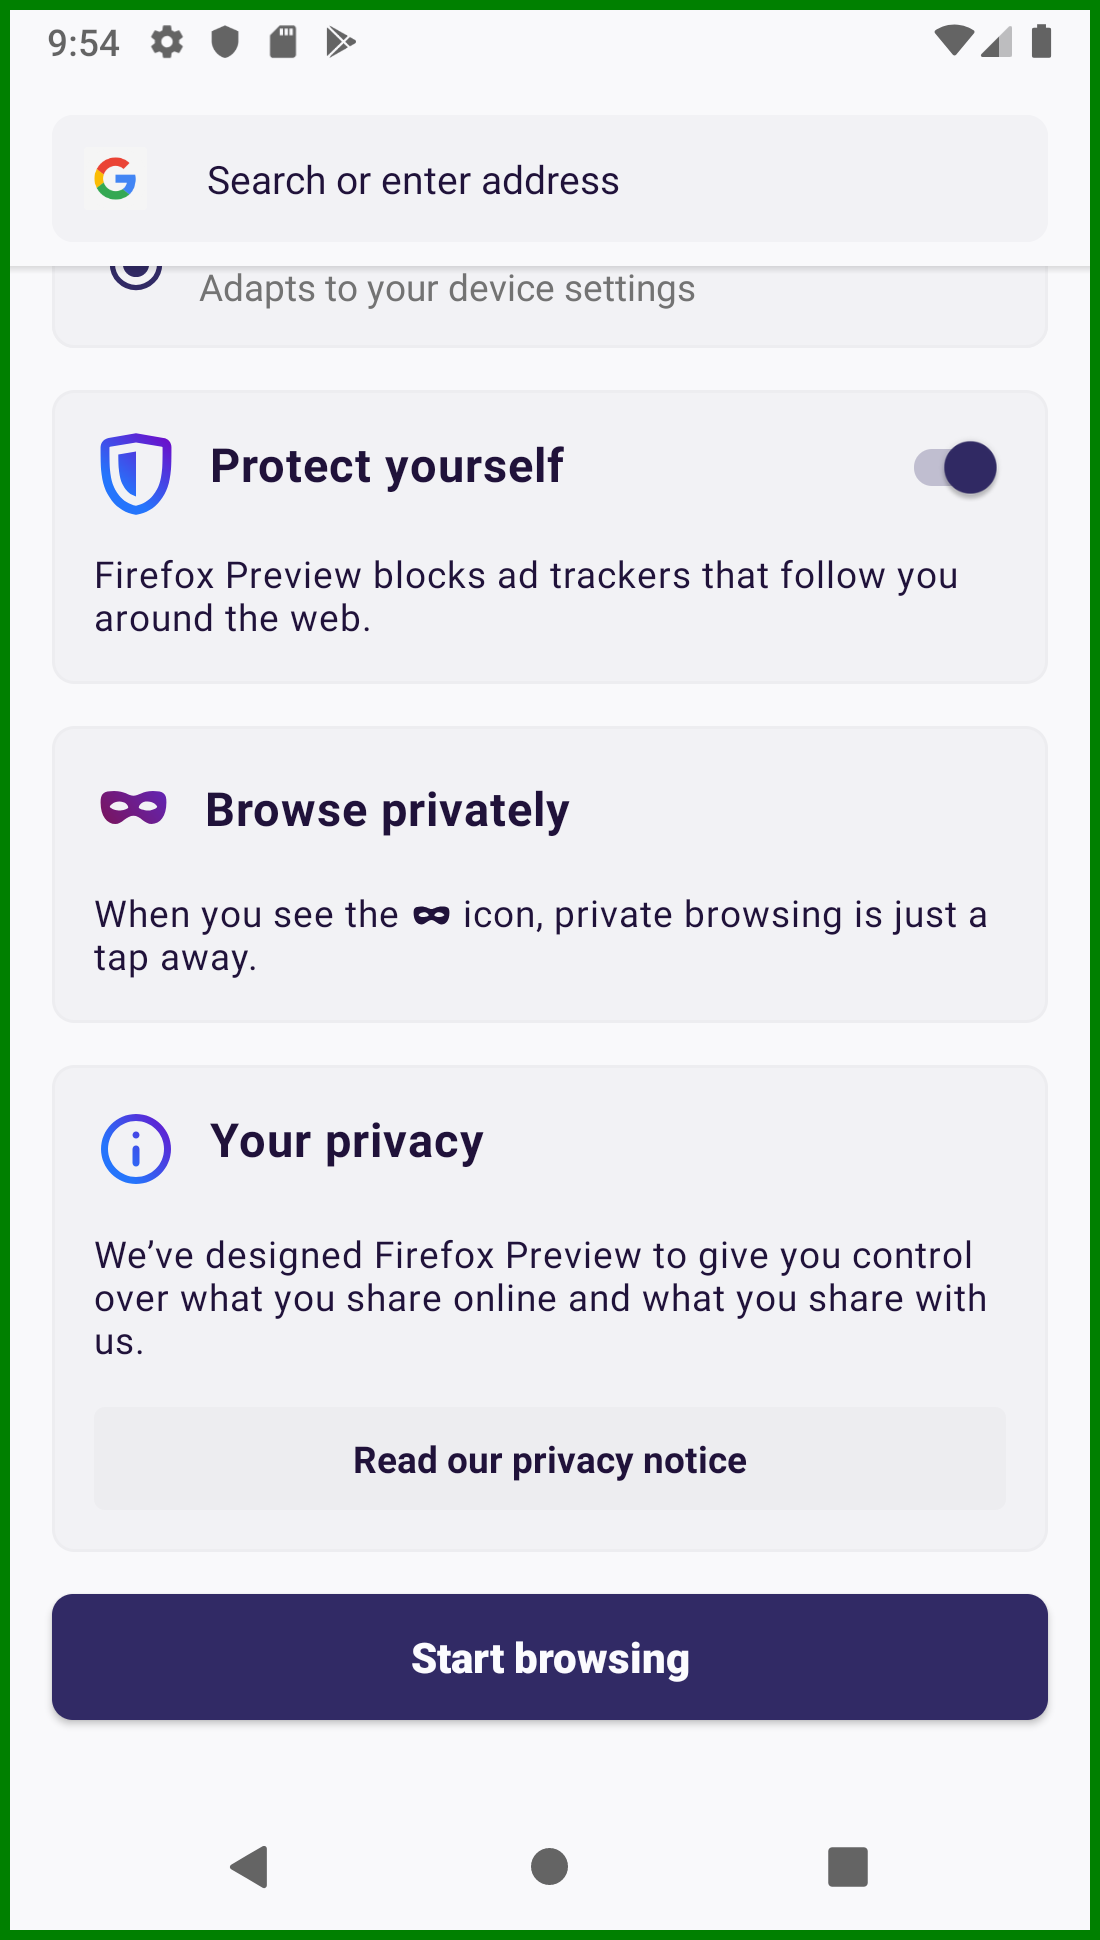 9:54
Search or enter address
Adapts to your device settings
Protect yourself
Firefox Preview blocks ad trackers that follow you
around the web.
Browse privately
When you see the icon, private browsing is just a
tap away.
Your privacy
We’ve designed Firefox Preview to give you control
over what you share online and what you share with
us.
Read our privacy notice
Start browsing